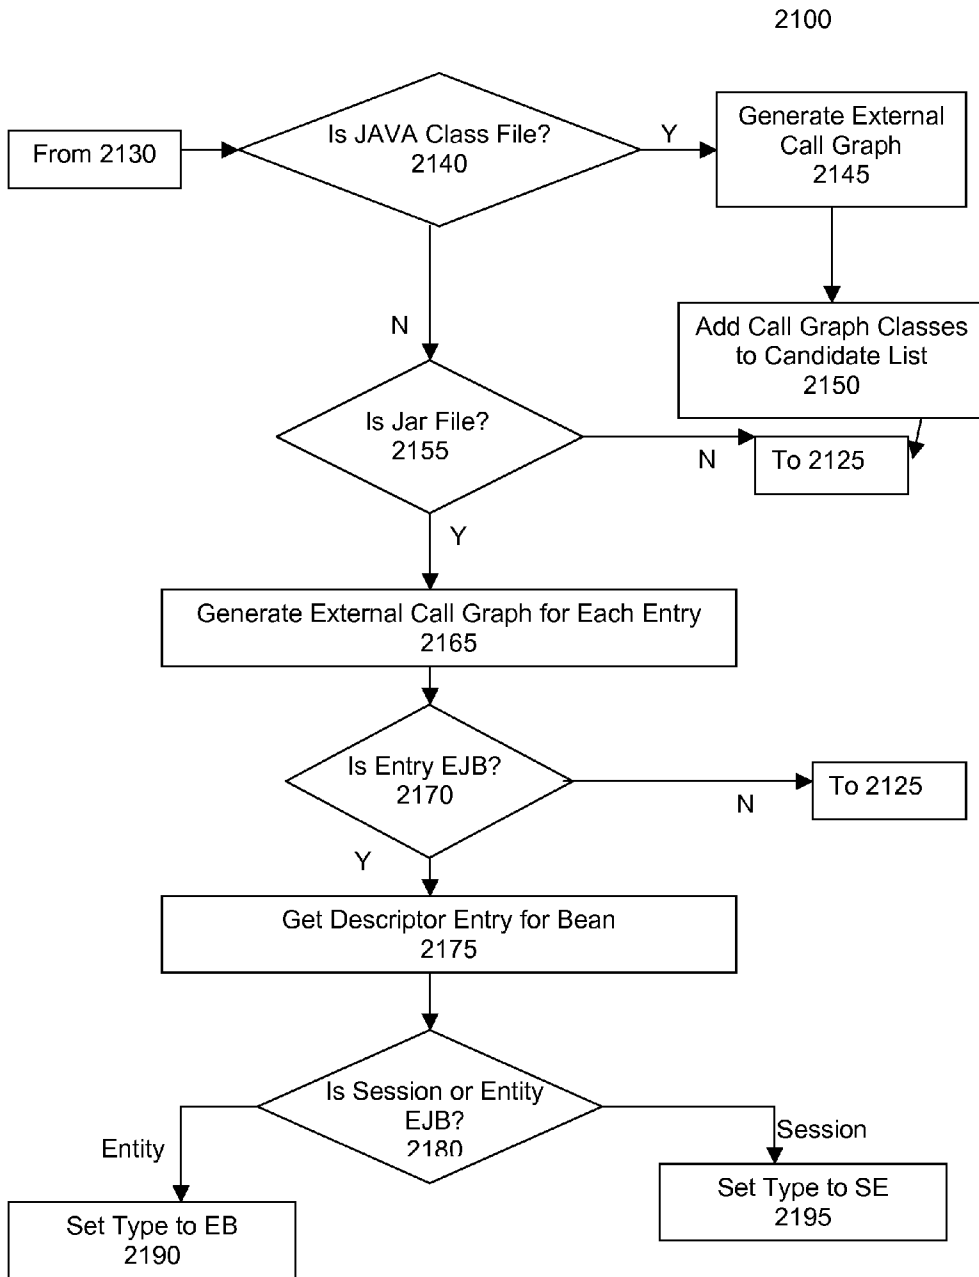 2100
From 2130
Is JAVA Class File?
2140
Y
Generate External
Call Graph
2145
N
Add Call Graph Classes
to Candidate List
2150
Is Jar File?
2155
N
To 2125
Y
Generate External Call Graph for Each Entry
2165
Is Entry EJB?
2170
N
To 2125
Y
Get Descriptor Entry for Bean
2175
Is Session or Entity
EJB?
2180
Entity
Session
Set Type to EB
2190
Set Type to SE
2195